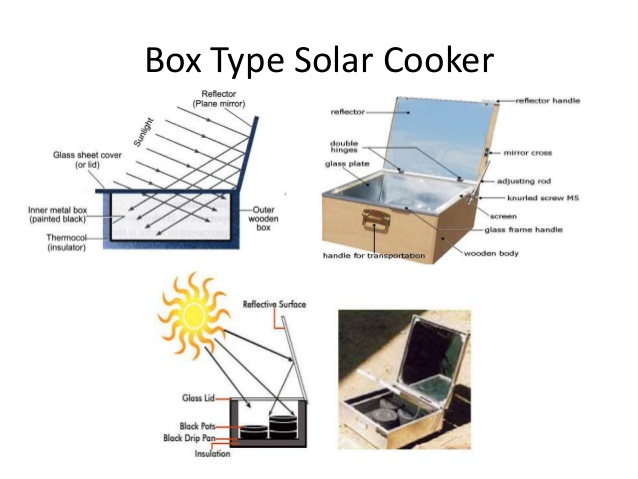 Box Type Solar Cooker
Reflector
(Plane mirror)
Sunlight
Glass sheet cover
(or lid)
Inner metal box
(painted black)
Thermocol
(insulator)
Outer
wooden
box
reflector handle
reflector
double
hinges
mirror cross
glass plate
adjusting rod
knurled screw M5
screen
glass frame handle
wooden body
handle for transportation
Reflective Surface
Glass Lid
Black Pots
Black Drip Pan
Insulation